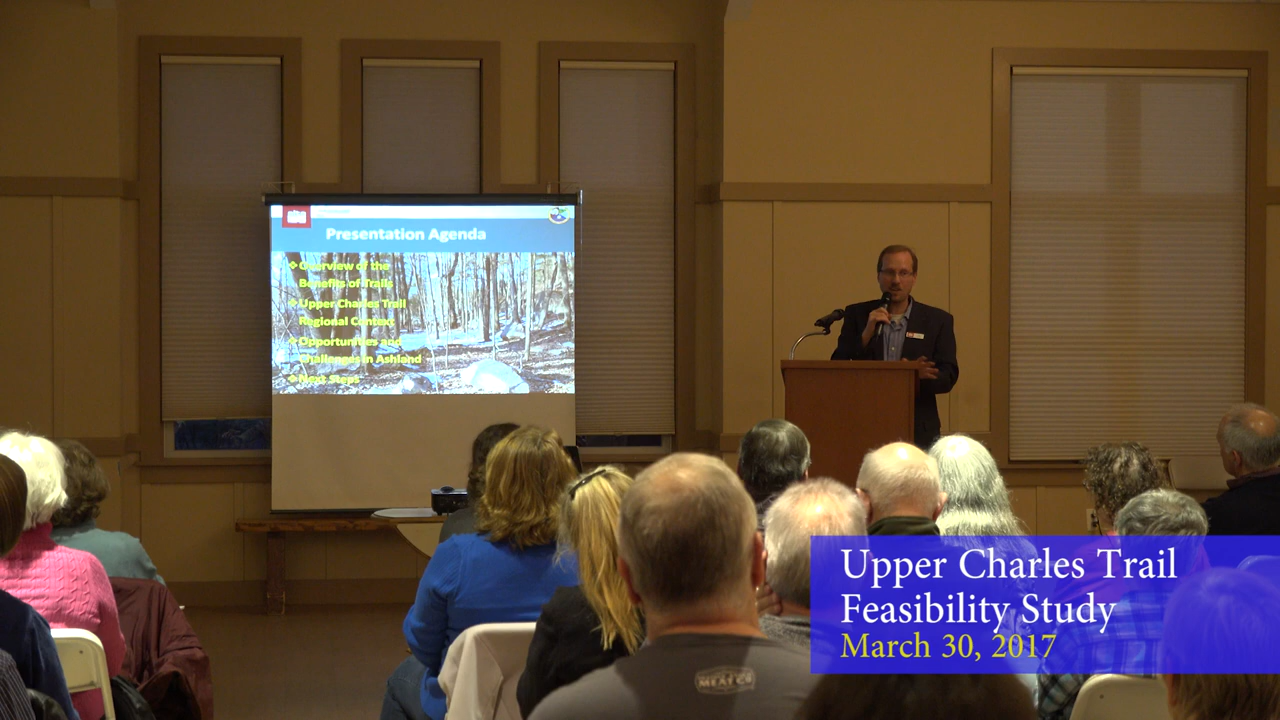 Presentation Agenda
❖Overview of the
Benefits of Trails
❖Upper Charles Trail
Regional Context
❖Opportunities and
Challenges in Ashland
❖Next Steps
Upper Charles Trail
Feasibility Study
March 30, 2017